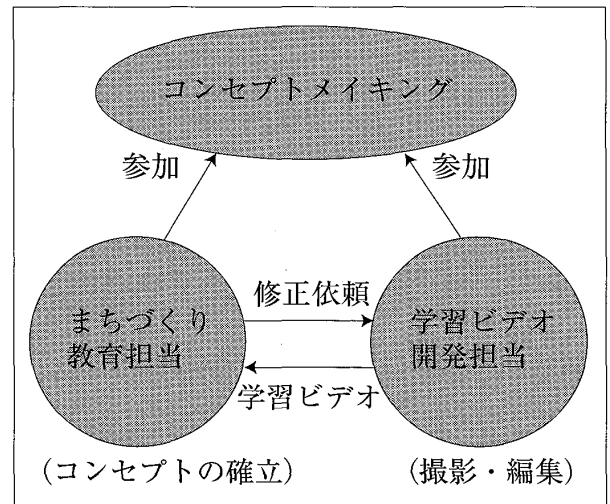 コンセプトメイキング
参加
参加
まちづくり
教育担当
修正依頼
学習ビデオ
学習ビデオ
開発担当
(コンセプトの確立)
(撮影・編集)